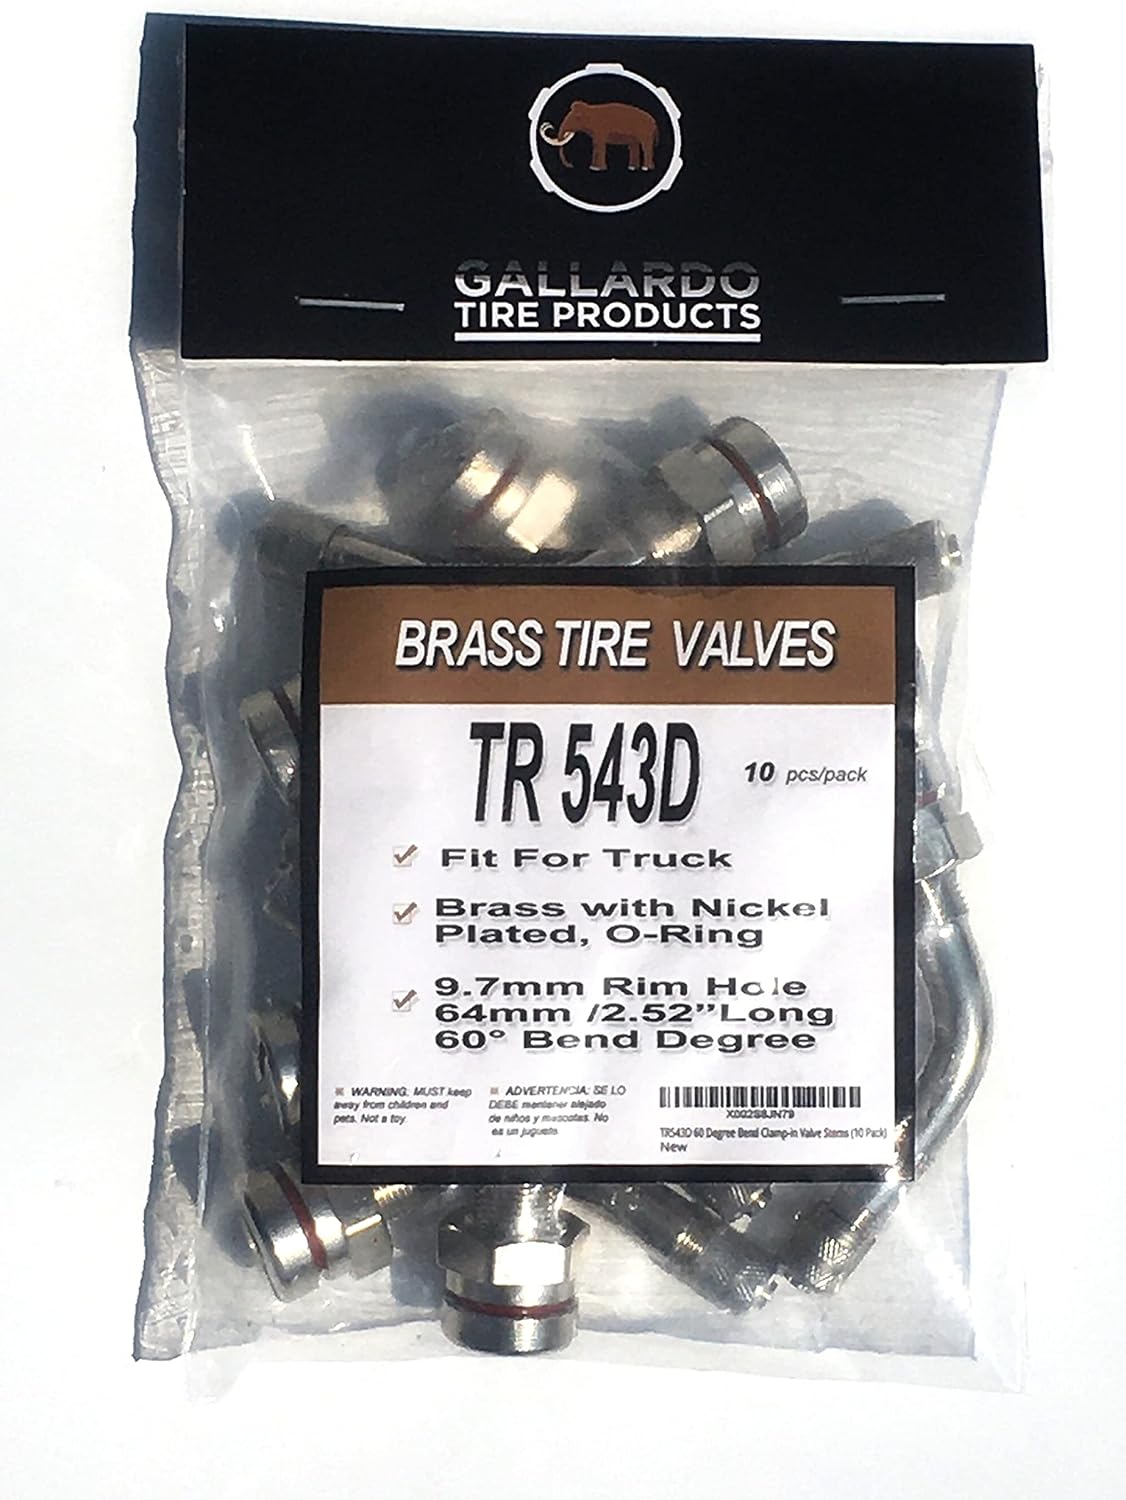 GALLARDO
TIRE PRODUCTS
BRASS TIRE VALVES
TR 543D
10 pcs/pack
Fit For Truck
Brass with Nickel
Plated, O-Ring
9.7mm Rim Hole
64mm /2.52”Long
60° Bend Degree
WARNING: MUST keep
away from children and
pets. Not a toy.
ADVERTENCIA: SE LO
DEBE mantener alejado
de niños y mascotas. No
es un juguete
X002S8JN79
TR543D 60 Degree Bend Clamp-in Valve Stems (10 Pack)
New